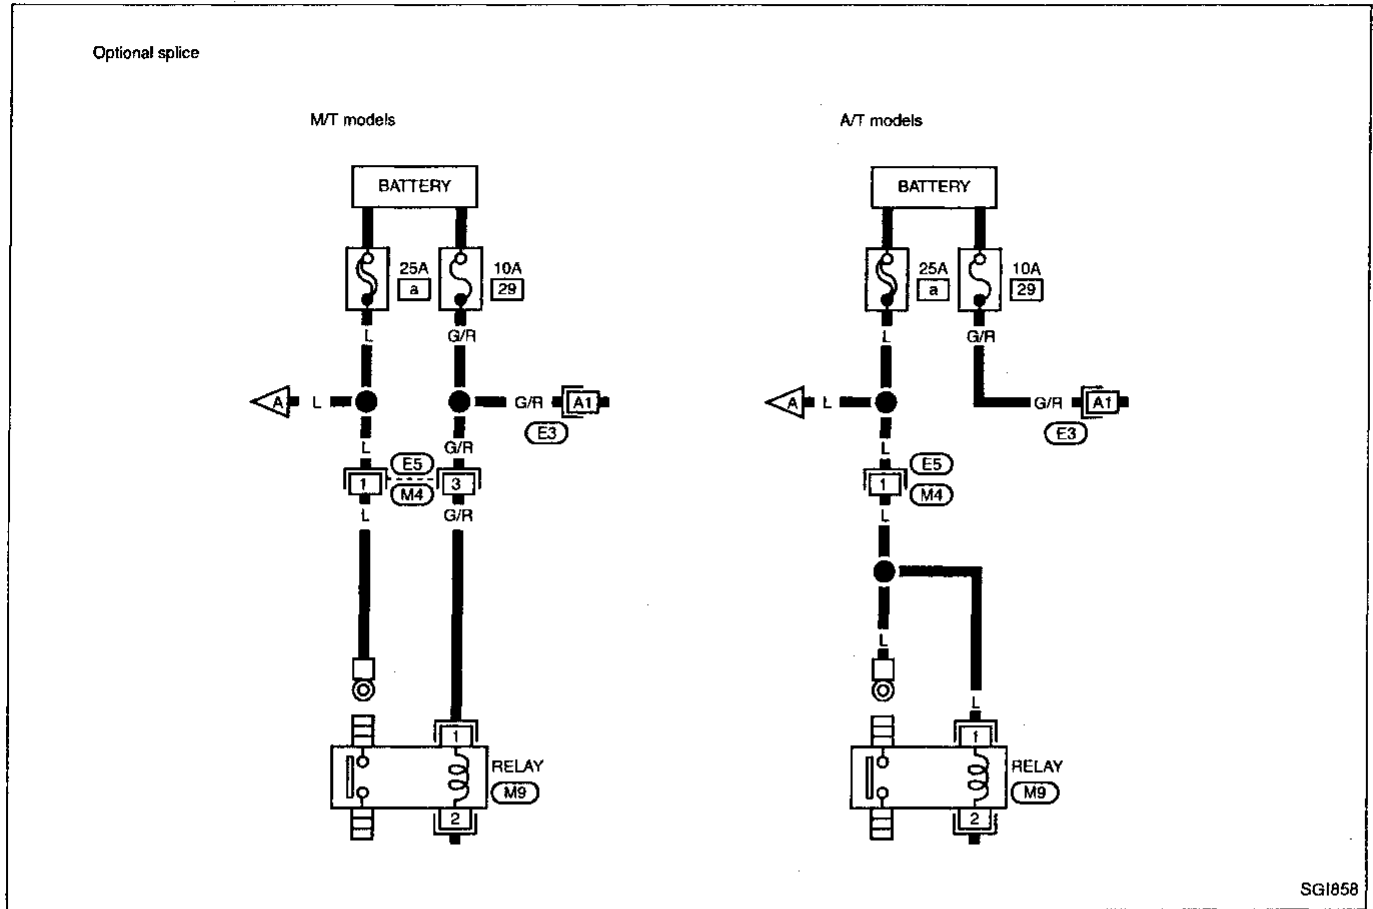 Optional splice
M/T models
BATTERY
25A
a
10A
29
L
G/R
A
L
G/R
A1
E3
L
G/R
1
E5
M4
3
L
G/R
1
RELAY
M9
2
A/T models
BATTERY
25A
a
10A
29
L
G/R
A
L
G/R
A1
E3
L
1
E5
M4
L
L
L
1
RELAY
M9
2
SGI858